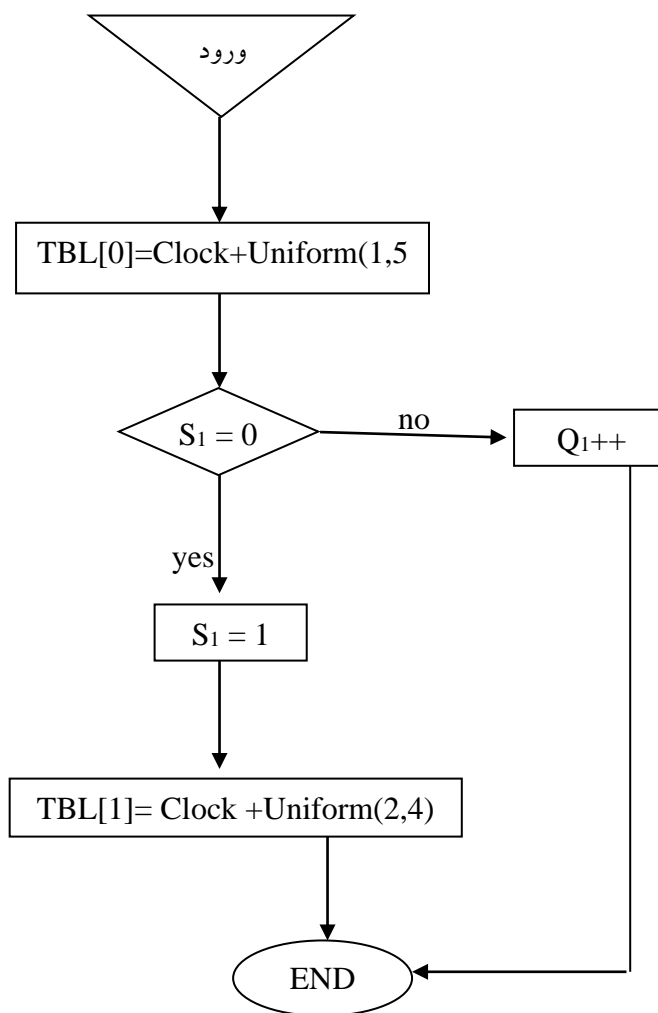 ورود
TBL[0]=Clock+Uniform(1,5
S₁ = 0
no
Q₁++
yes
S₁ = 1
TBL[1]= Clock +Uniform(2,4)
END